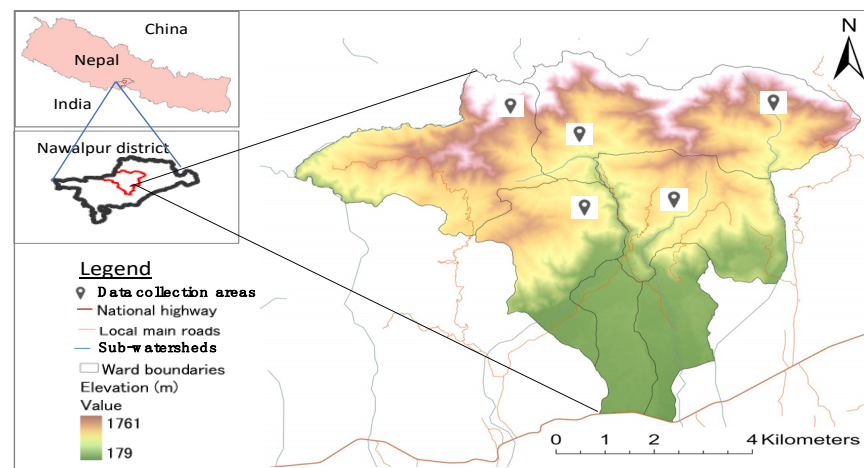 China
Nepal
India
Nawalpur district
N
Legend
Data collection areas
National highway
Local main roads
Sub-watersheds
Ward boundaries
Elevation (m)
Value
1761
179
0 1 2 4 Kilometers